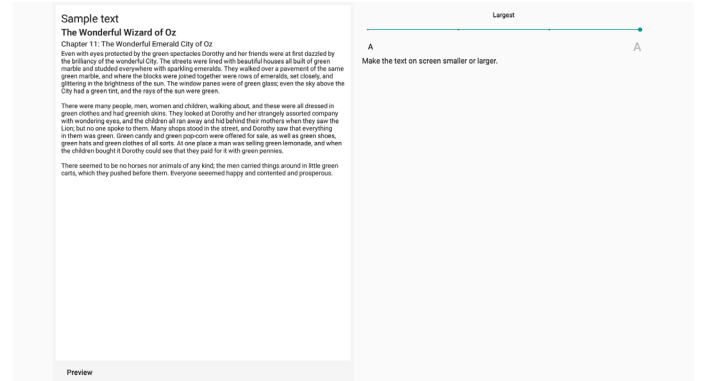 Sample text
The Wonderful Wizard of Oz
Chapter 11: The Wonderful Emerald City of Oz
Even with eyes protected by the green spectacles Dorothy and her friends were at first dazzled by
the brilliancy of the wonderful City. The streets were lined with beautiful houses all built of green
marble and studded everywhere with sparkling emeralds. They walked over a pavement of the same
green marble, and where the blocks were joined together were rows of emeralds, set closely, and
glittering in the brightness of the sun. The window panes were of green glass; even the sky above the
City had a green tint, and the rays of the sun were green.
There were many people, men, women and children, walking about, and these were all dressed in
green clothes and had greenish skins. They looked at Dorothy and her strangely assorted company
with wondering eyes, and the children all ran away and hid behind their mothers when they saw the
Lion; but no one spoke to them. Many shops stood in the street, and Dorothy saw that everything
in them was green. Green candy and green pop-corn were offered for sale, as well as green shoes,
green hats and green clothes of all sorts. At one place a man was selling green lemonade, and when
the children bought it Dorothy could see that they paid for it with green pennies.
There seemed to be no horses nor animals of any kind; the men carried things around in little green
carts, which they pushed before them. Everyone seeemed happy and contented and prosperous.
Preview
Largest
A A
Make the text on screen smaller or larger.